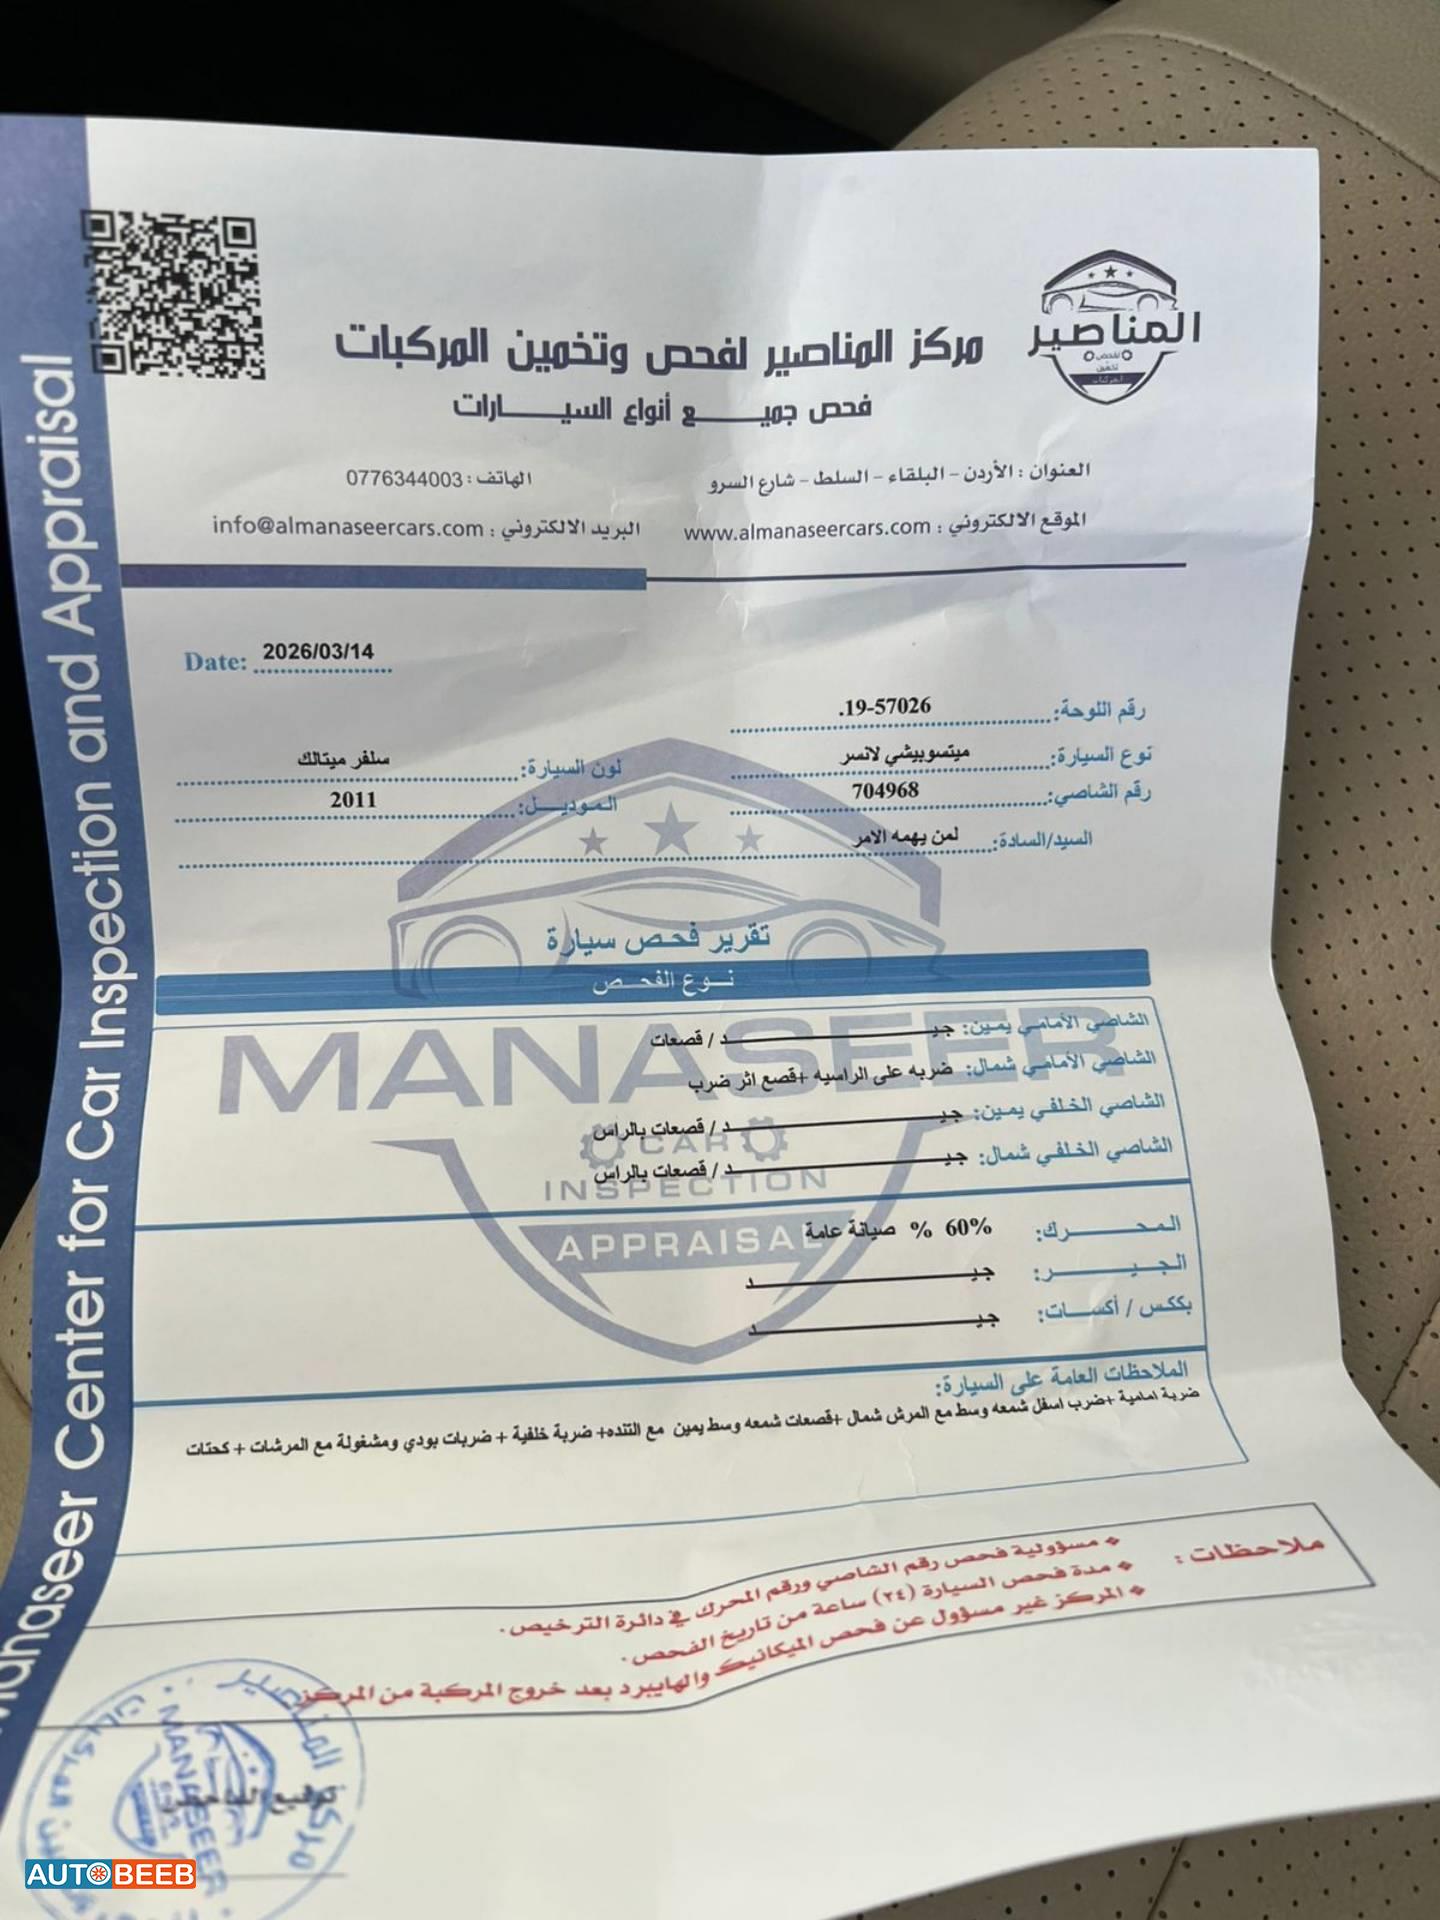 Manaseer Center for Car Inspection and Appraisal
المناصير
لفحص
تخمين
المركبات
مركز المناصير لفحص وتخمين المركبات
فحص جميع أنواع السيارات
العنوان : الأردن - البلقاء - السلط - شارع السرو
الهاتف : 0776344003
الموقع الالكتروني : www.almanaseercars.com
البريد الالكتروني : info@almanaseercars.com
Date: 2026/03/14
رقم اللوحة: 19-57026.
نوع السيارة: ميتسوبيشي لانسر
لون السيارة: سلفر ميتالك
رقم الشاصي: 704968
الموديل: 2011
السيد/السادة: لمن يهمه الامر
تقرير فحص سيارة
نوع الفحص
MANASEER
CAR
INSPECTION
APPRAISAL
الشاصي الأمامي يمين: جيد / قصعات
الشاصي الأمامي شمال: ضربه على الراسيه +قصع اثر ضرب
الشاصي الخلفي يمين: جيد / قصعات بالراس
الشاصي الخلفي شمال: جيد / قصعات بالراس
المحرك: 60% % صيانة عامة
الجير: جيد
بكس / أكسات: جيد
الملاحظات العامة على السيارة:
ضربة امامية +ضرب اسفل شمعه وسط مع المرش شمال +قصعات شمعه وسط يمين مع التنده+ ضربة خلفية + ضربات بودي ومشغولة مع المرشات + كحتات
ملاحظات :
مسؤولية فحص رقم الشاصي ورقم المحرك في دائرة الترخيص.
مدة فحص السيارة (٢٤) ساعة من تاريخ الفحص.
المركز غير مسؤول عن فحص الميكانيك والهايبرد بعد خروج المركبة من المركز
توقيع الفاحص
مركز المناصير
MANASEER
AUTOBEEB